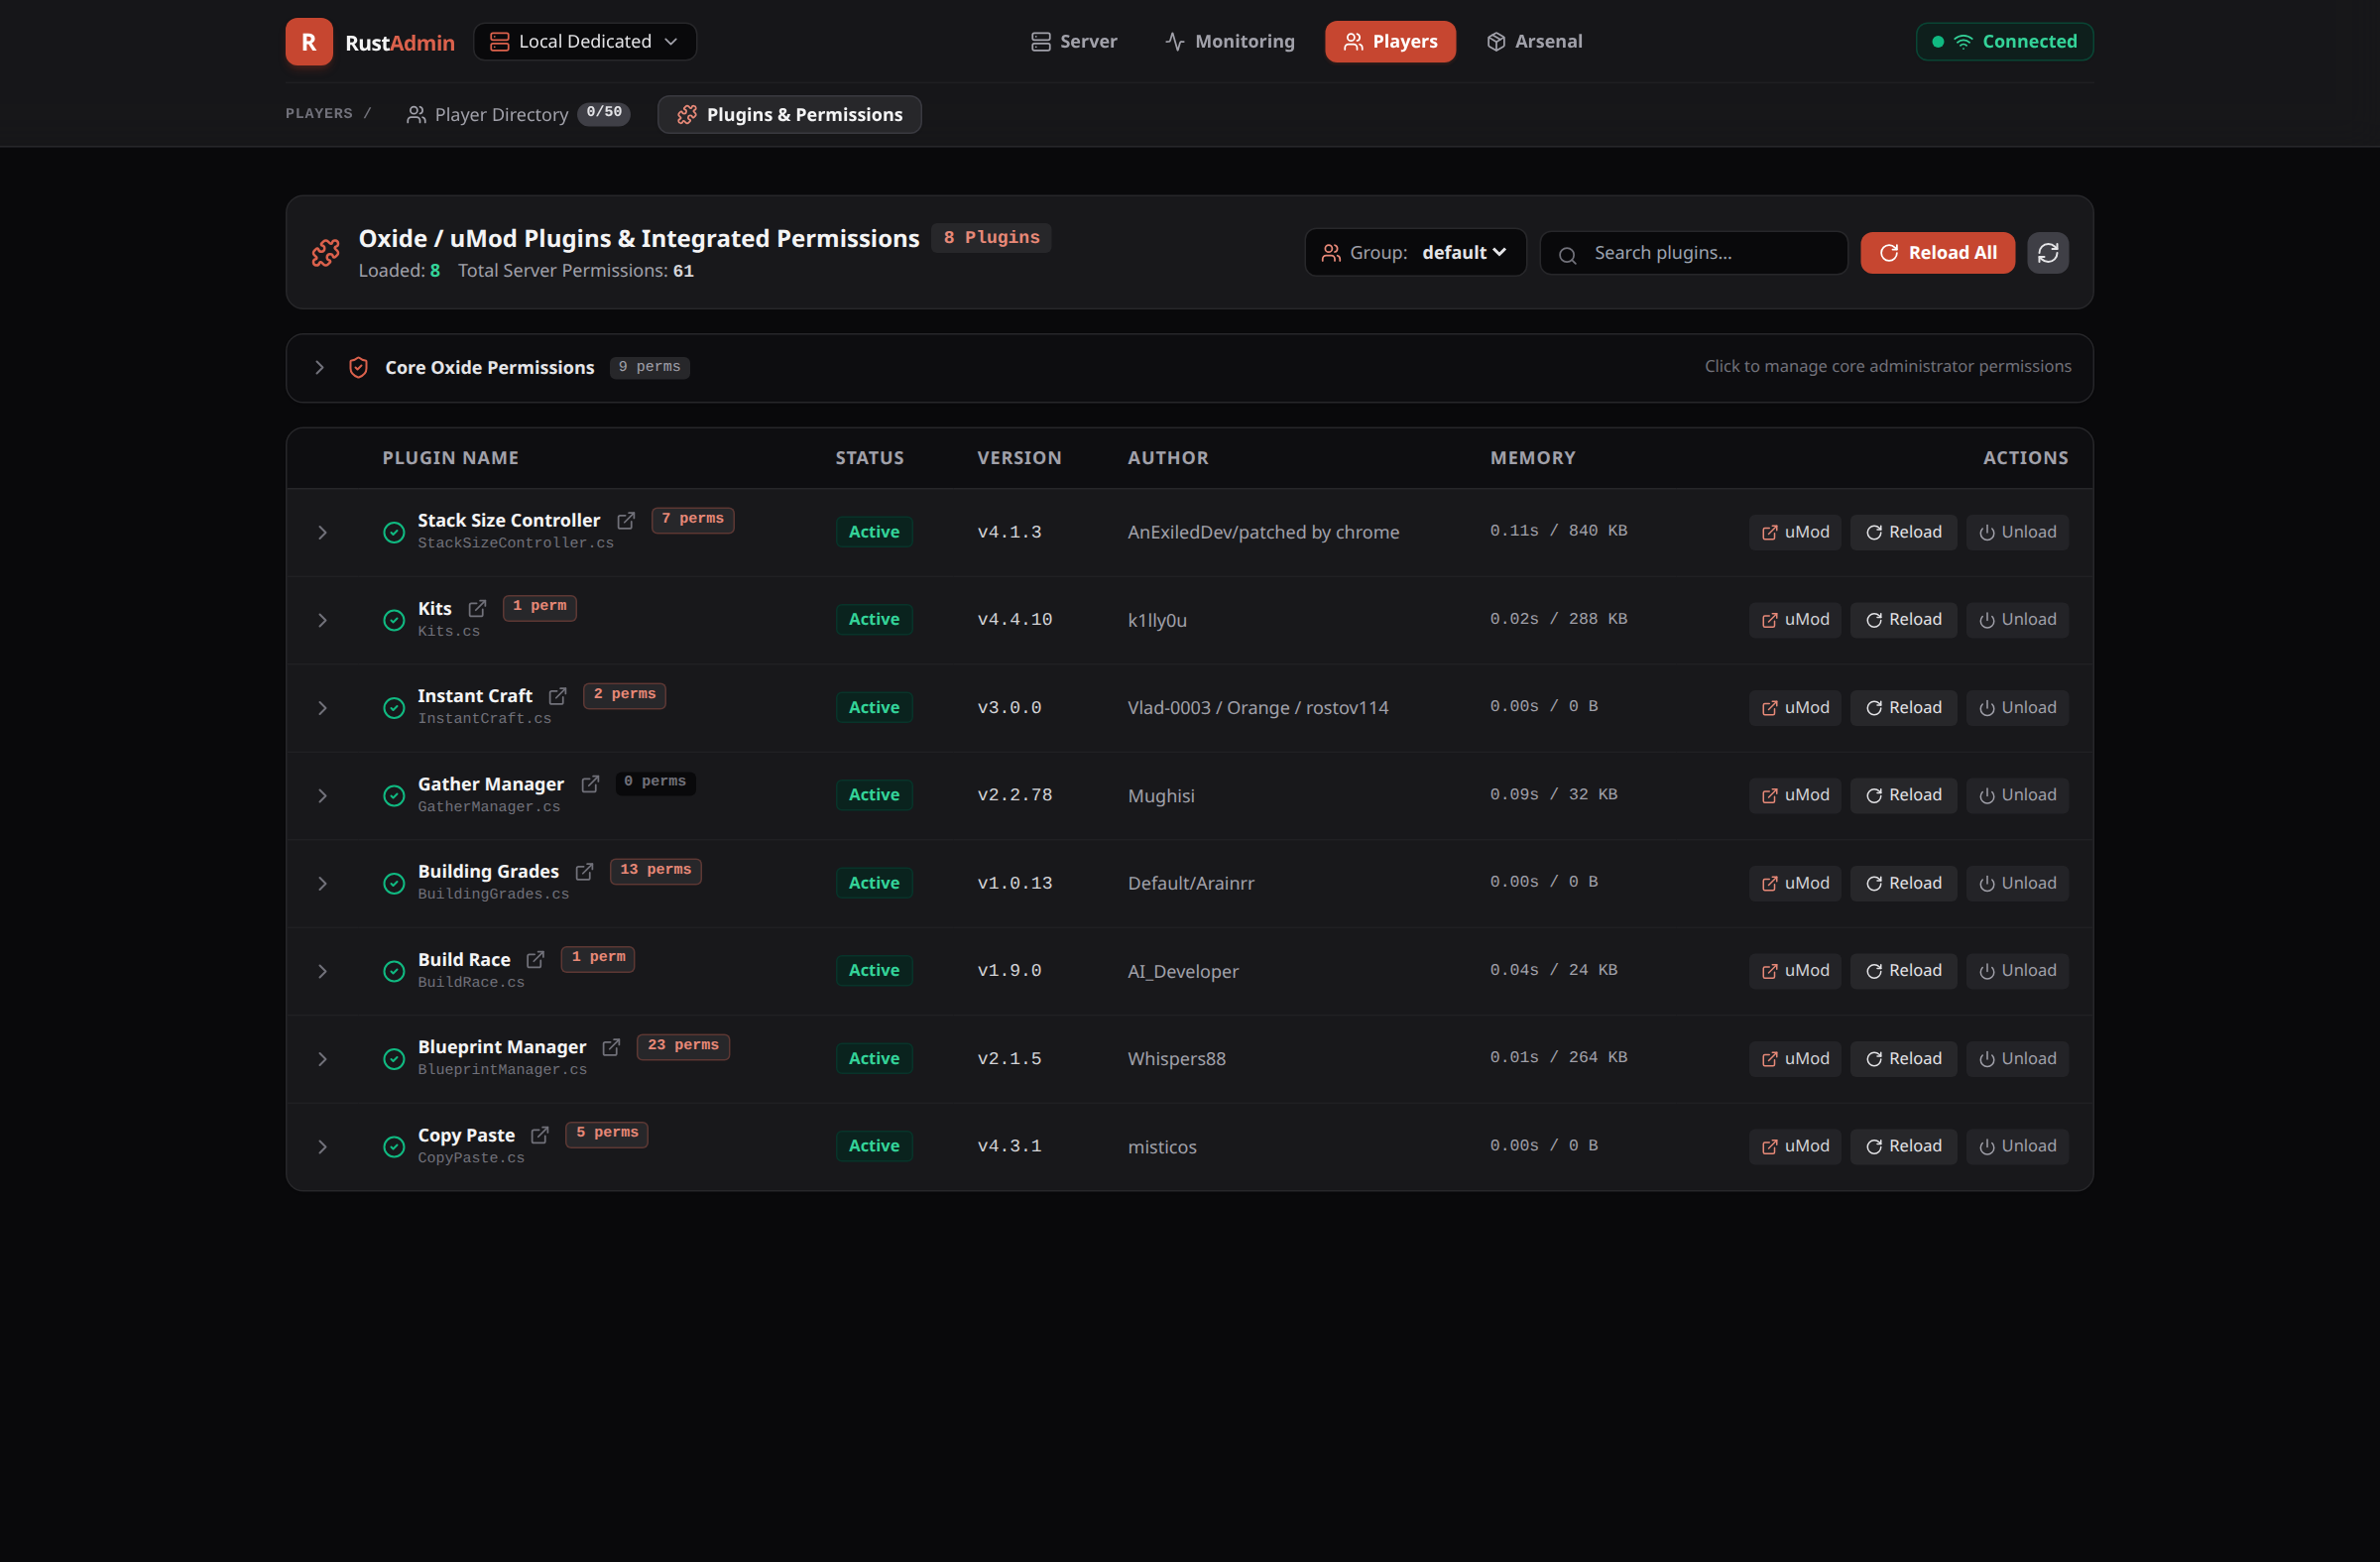 R RustAdmin Local Dedicated Server Monitoring Players Arsenal Connected
PLAYERS / Player Directory 0/50 Plugins & Permissions
Oxide / uMod Plugins & Integrated Permissions 8 Plugins
Loaded: 8 Total Server Permissions: 61
Group: default Search plugins... Reload All
Core Oxide Permissions 9 perms Click to manage core administrator permissions
PLUGIN NAME STATUS VERSION AUTHOR MEMORY ACTIONS
Stack Size Controller 7 perms
StackSizeController.cs
Active v4.1.3 AnExiledDev/patched by chrome 0.11s / 840 KB uMod Reload Unload
Kits 1 perm
Kits.cs
Active v4.4.10 k1lly0u 0.02s / 288 KB uMod Reload Unload
Instant Craft 2 perms
InstantCraft.cs
Active v3.0.0 Vlad-0003 / Orange / rostov114 0.00s / 0 B uMod Reload Unload
Gather Manager 0 perms
GatherManager.cs
Active v2.2.78 Mughisi 0.09s / 32 KB uMod Reload Unload
Building Grades 13 perms
BuildingGrades.cs
Active v1.0.13 Default/Arainrr 0.00s / 0 B uMod Reload Unload
Build Race 1 perm
BuildRace.cs
Active v1.9.0 AI_Developer 0.04s / 24 KB uMod Reload Unload
Blueprint Manager 23 perms
BlueprintManager.cs
Active v2.1.5 Whispers88 0.01s / 264 KB uMod Reload Unload
Copy Paste 5 perms
CopyPaste.cs
Active v4.3.1 misticos 0.00s / 0 B uMod Reload Unload